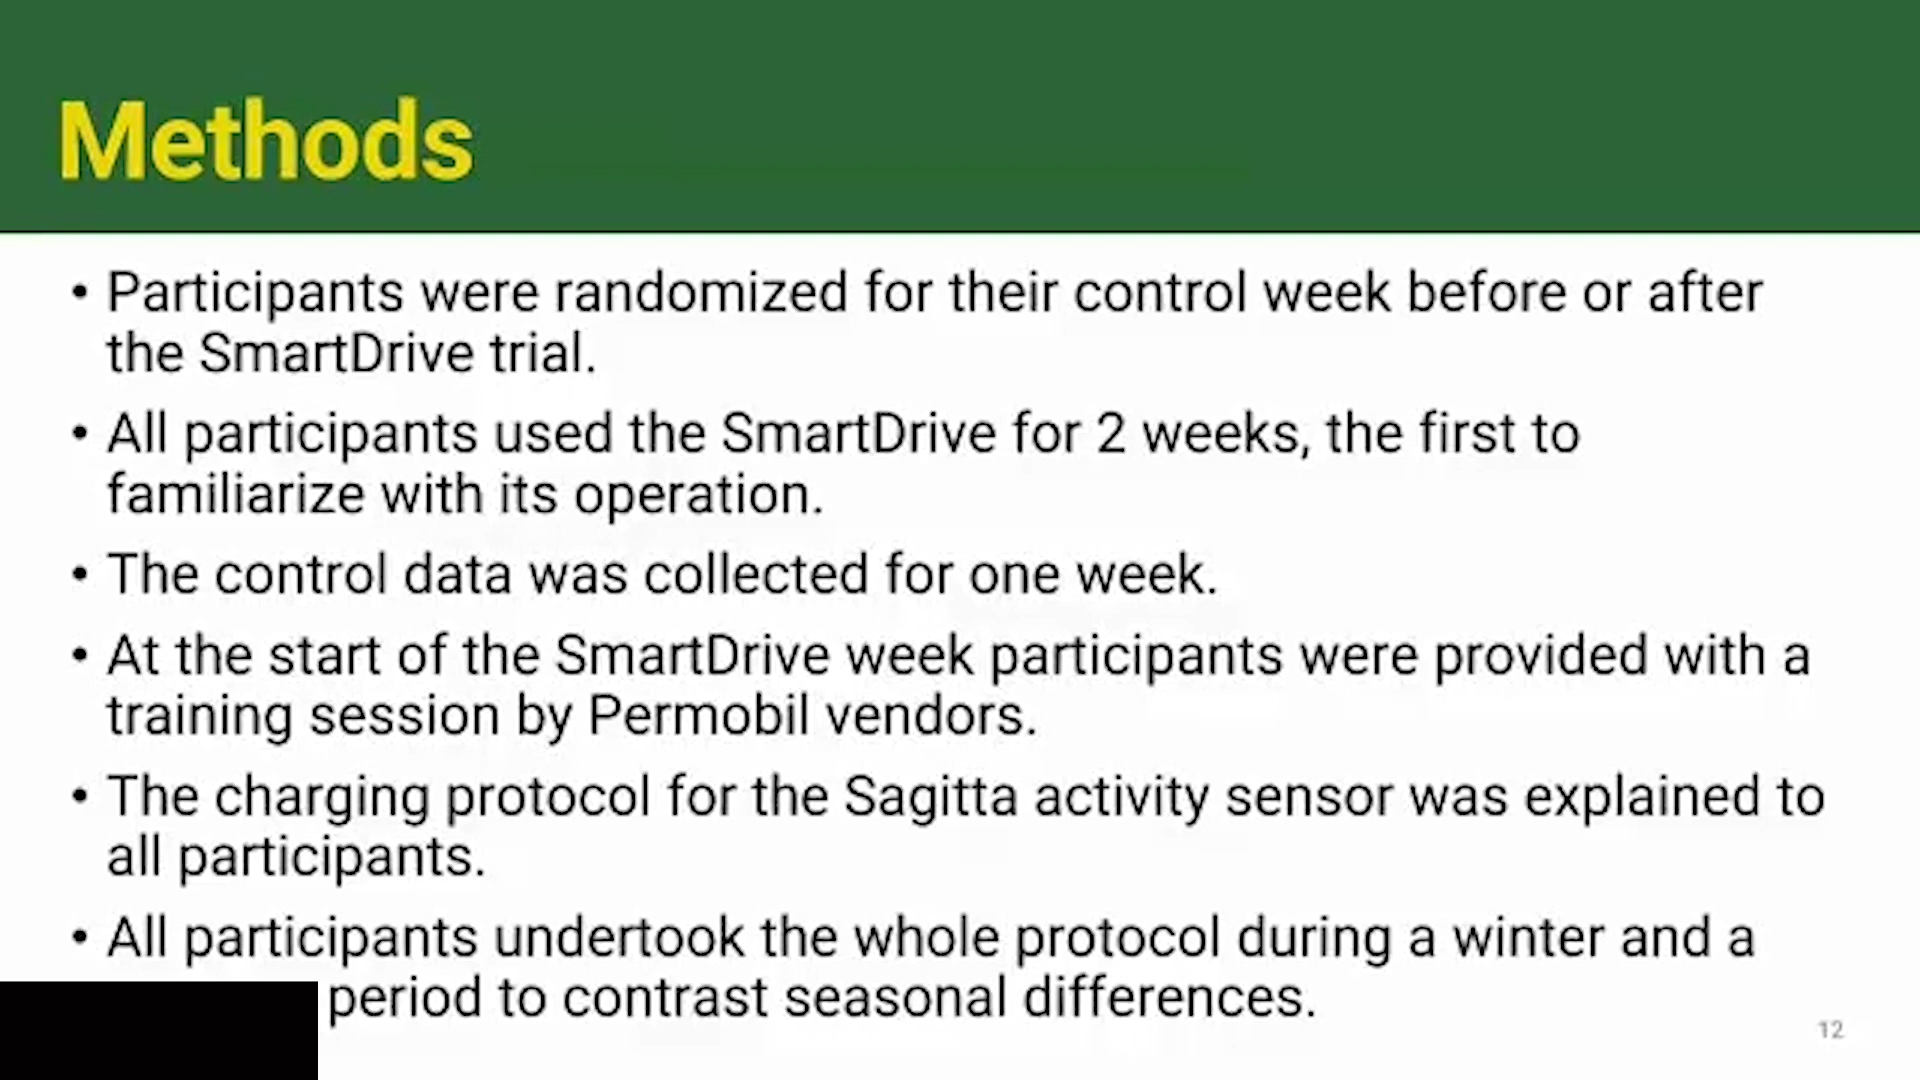 Methods
• Participants were randomized for their control week before or after
the SmartDrive trial.
• All participants used the SmartDrive for 2 weeks, the first to
familiarize with its operation.
• The control data was collected for one week.
• At the start of the SmartDrive week participants were provided with a
training session by Permobil vendors.
• The charging protocol for the Sagitta activity sensor was explained to
all participants.
• All participants undertook the whole protocol during a winter and a
period to contrast seasonal differences.
12